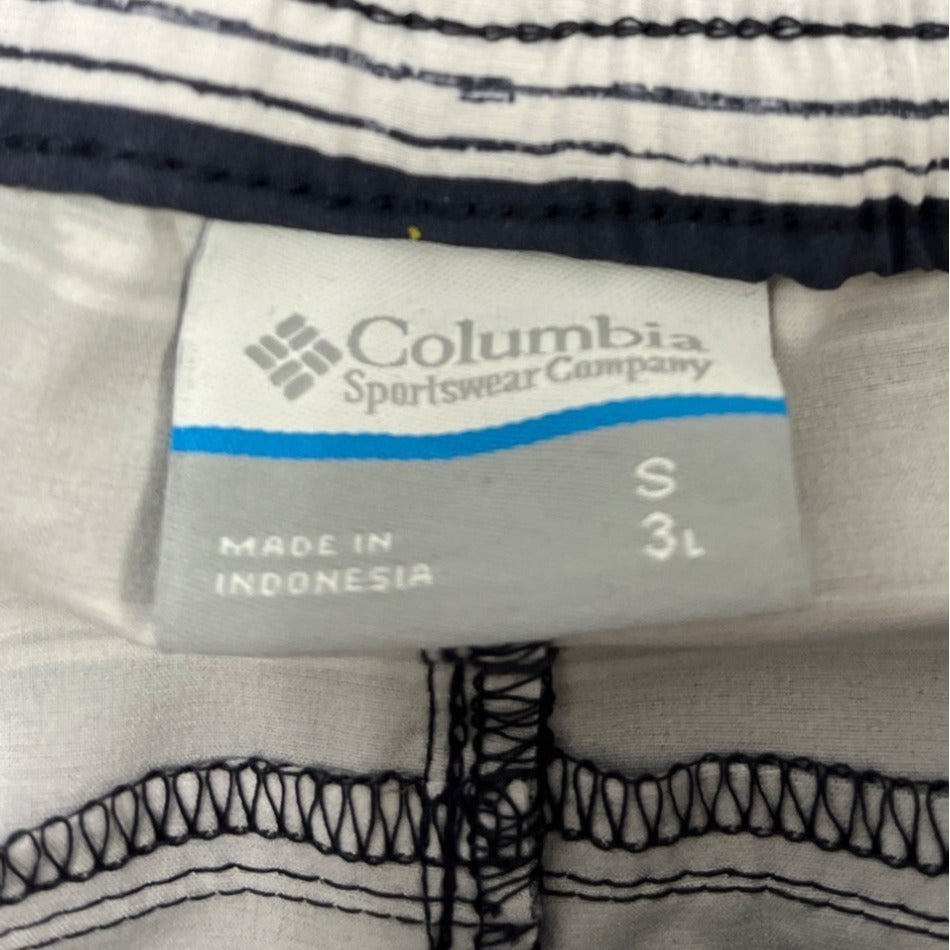 Columbia
Sportswear Company
S
3L
MADE IN
INDONESIA